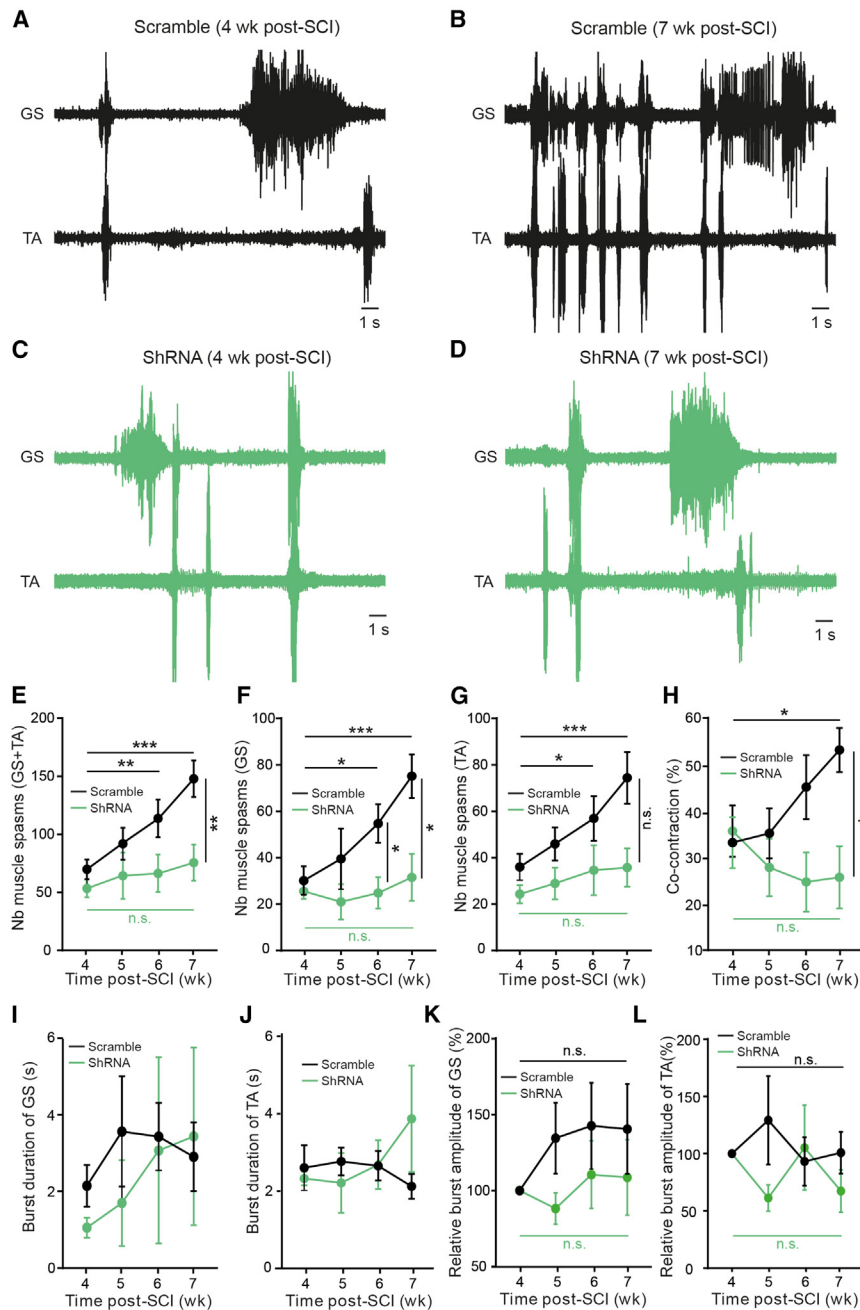 A
Scramble (4 wk post-SCI)
GS
TA
1 s
B
Scramble (7 wk post-SCI)
GS
TA
1 s
C
ShRNA (4 wk post-SCI)
GS
TA
1 s
D
ShRNA (7 wk post-SCI)
GS
TA
1 s
E
Nb muscle spasms (GS+TA)
200
150
100
50
0
***
**
Scramble
ShRNA
**
n.s.
4 5 6 7
Time post-SCI (wk)
F
Nb muscle spasms (GS)
100
80
60
40
20
0
***
*
Scramble
ShRNA
*
*
n.s.
4 5 6 7
Time post-SCI (wk)
G
Nb muscle spasms (TA)
100
80
60
40
20
0
***
*
Scramble
ShRNA
n.s.
n.s.
4 5 6 7
Time post-SCI (wk)
H
Co-contraction (%)
60
50
40
30
20
10
*
Scramble
ShRNA
n.s.
4 5 6 7
Time post-SCI (wk)
I
Burst duration of GS (s)
6
4
2
0
Scramble
ShRNA
4 5 6 7
Time post-SCI (wk)
J
Burst duration of TA (s)
6
4
2
0
Scramble
ShRNA
4 5 6 7
Time post-SCI (wk)
K
Relative burst amplitude of GS (%)
200
150
100
50
n.s.
Scramble
ShRNA
n.s.
4 5 6 7
Time post-SCI (wk)
L
Relative burst amplitude of TA(%)
200
150
100
50
0
n.s.
Scramble
ShRNA
n.s.
4 5 6 7
Time post-SCI (wk)